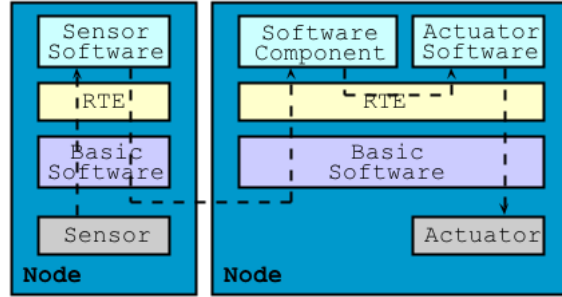 Sensor
Software
RTE
Basic
Software
Sensor
Node
Software
Component
Actuator
Software
RTE
Basic
Software
Actuator
Node